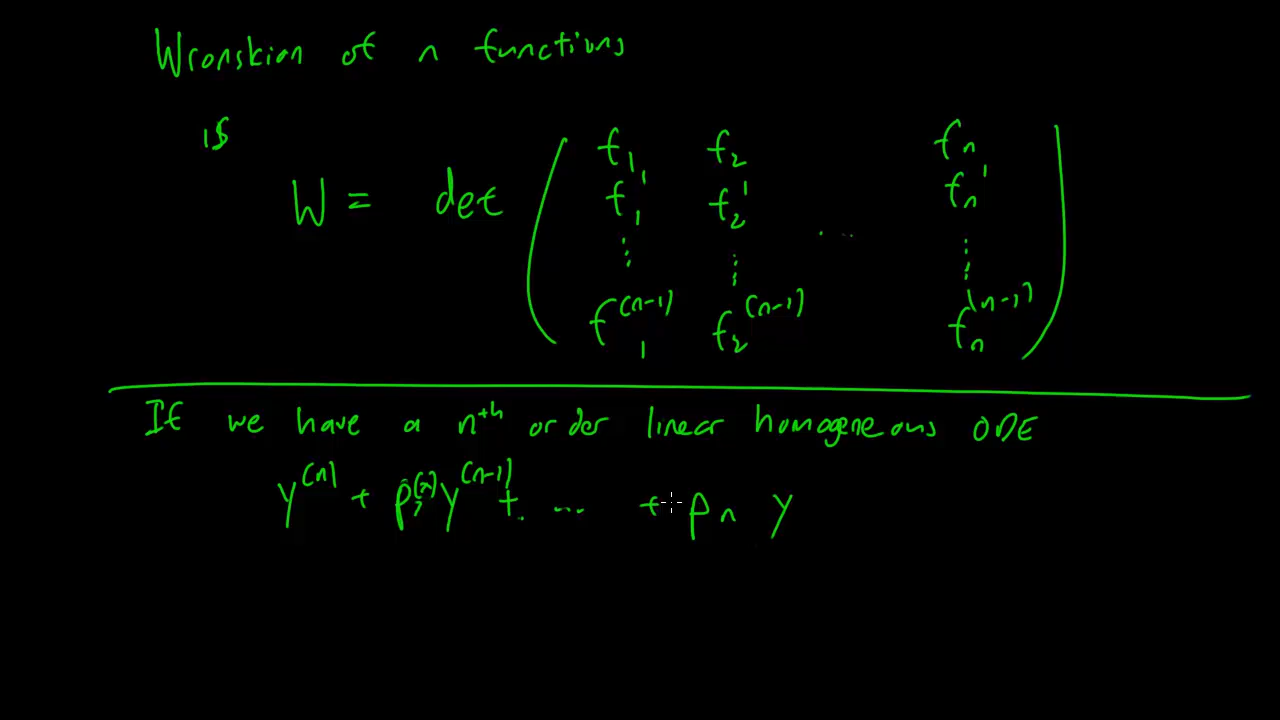 Wronskian of n functions
is
W = det ( f₁ f₂ fₙ
f₁' f₂' ... fₙ'
⋮ ⋮ ⋮
f₁⁽ⁿ⁻¹⁾ f₂⁽ⁿ⁻¹⁾ fₙ⁽ⁿ⁻¹⁾ )
If we have a nᵗʰ order linear homogeneous ODE
y⁽ⁿ⁾ + p₁(x) y⁽ⁿ⁻¹⁾ + ... + pₙ y